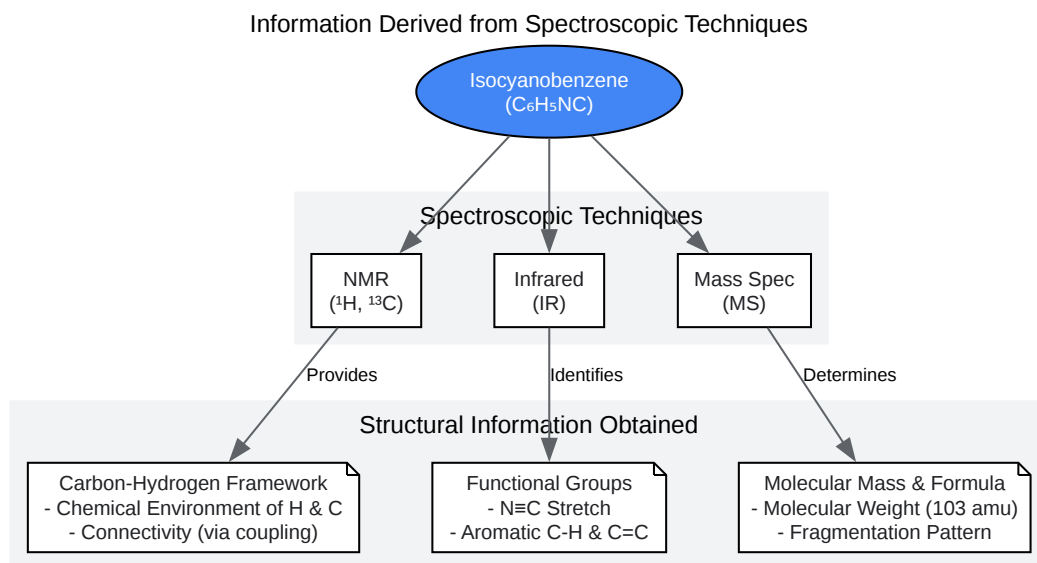 Information Derived from Spectroscopic Techniques
Isocyanobenzene
(C₆H₅NC)
Spectroscopic Techniques
NMR
(¹H, ¹³C)
Infrared
(IR)
Mass Spec
(MS)
Provides
Identifies
Determines
Structural Information Obtained
Carbon-Hydrogen Framework
- Chemical Environment of H & C
- Connectivity (via coupling)
Functional Groups
- N≡C Stretch
- Aromatic C-H & C=C
Molecular Mass & Formula
- Molecular Weight (103 amu)
- Fragmentation Pattern